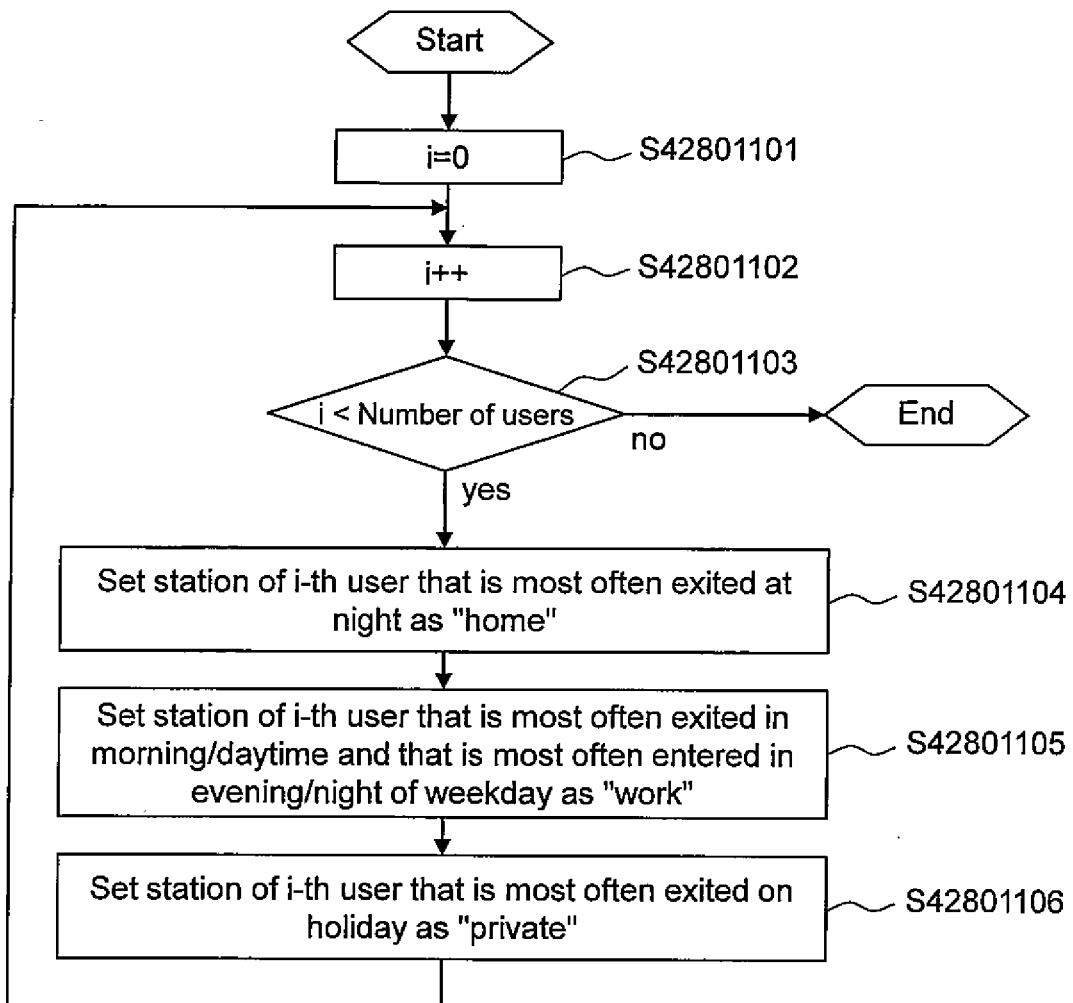 Start
i=0
S42801101
i++
S42801102
S42801103
i < Number of users
no
End
yes
Set station of i-th user that is most often exited at
night as "home"
S42801104
Set station of i-th user that is most often exited in
morning/daytime and that is most often entered in
evening/night of weekday as "work"
S42801105
Set station of i-th user that is most often exited on
holiday as "private"
S42801106